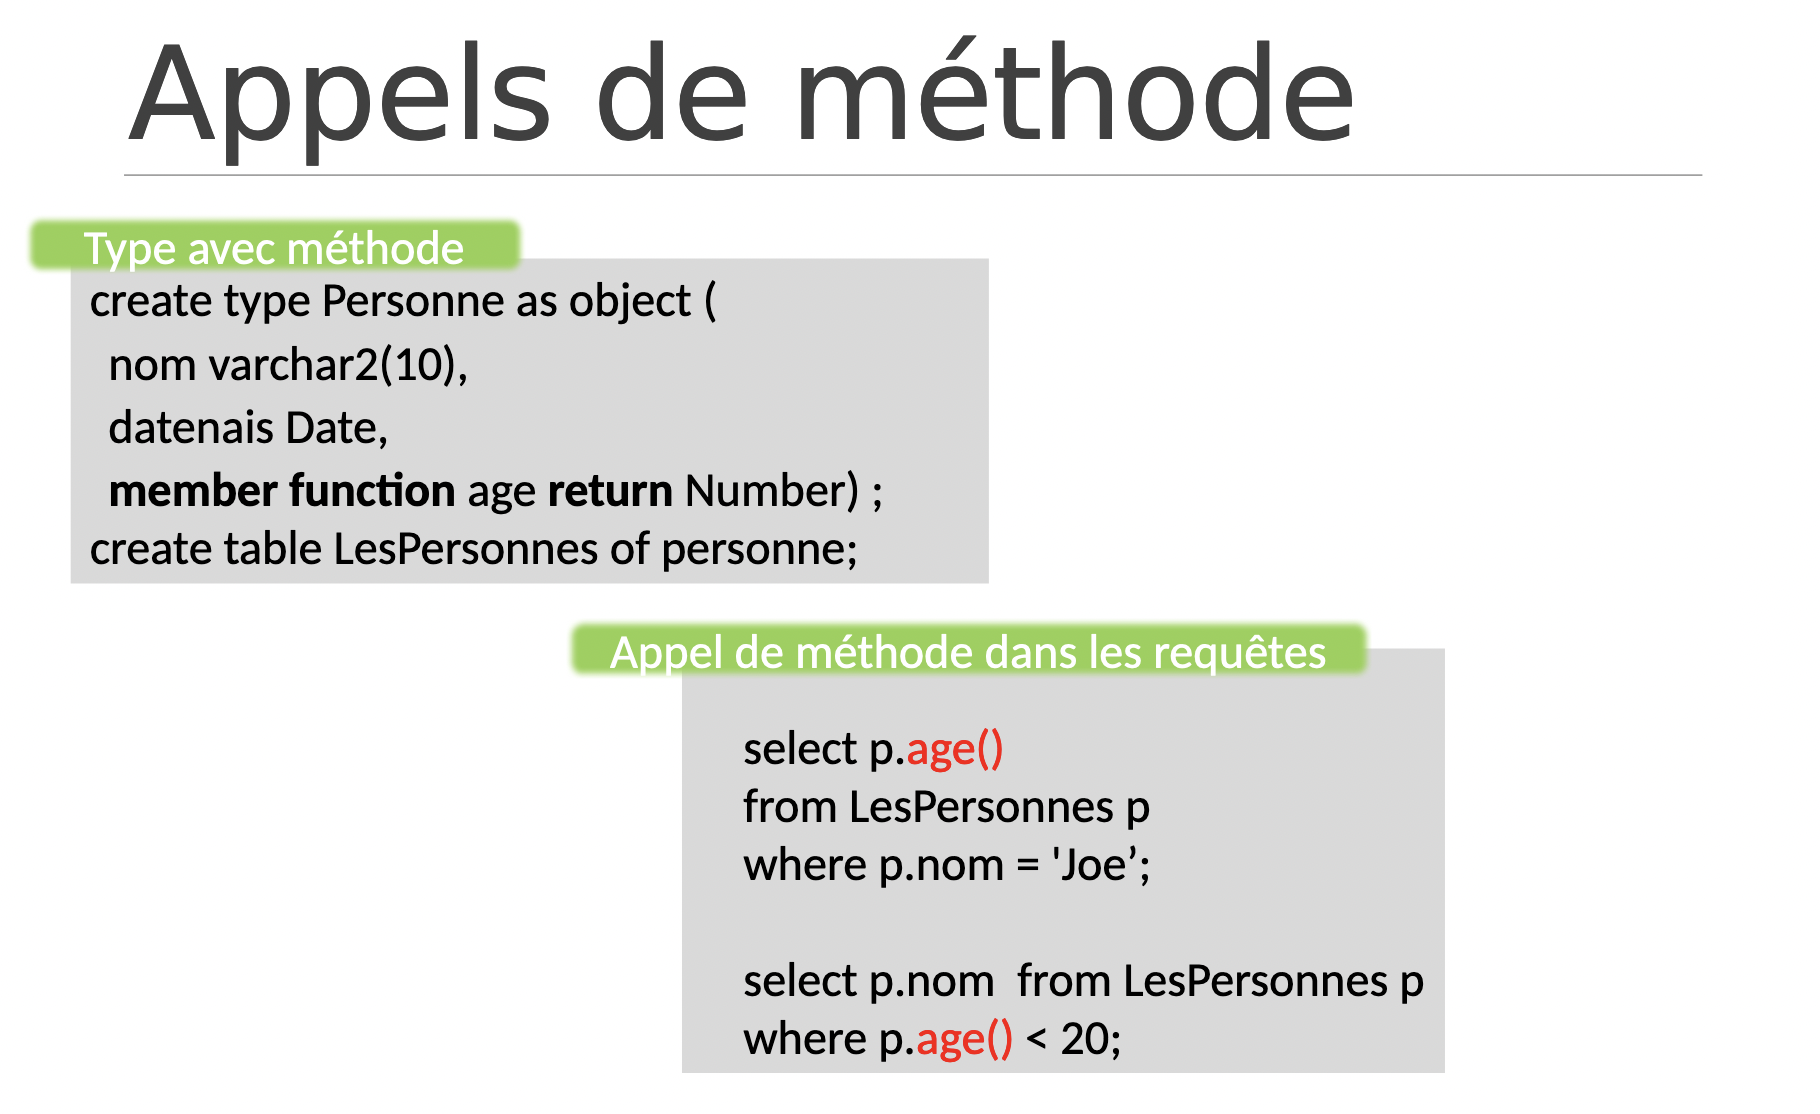 Appels de méthode
Type avec méthode
create type Personne as object (
nom varchar2(10),
datenais Date,
member function age return Number) ;
create table LesPersonnes of personne;
Appel de méthode dans les requêtes
select p.age()
from LesPersonnes p
where p.nom = 'Joe’;
select p.nom  from LesPersonnes p
where p.age() < 20;